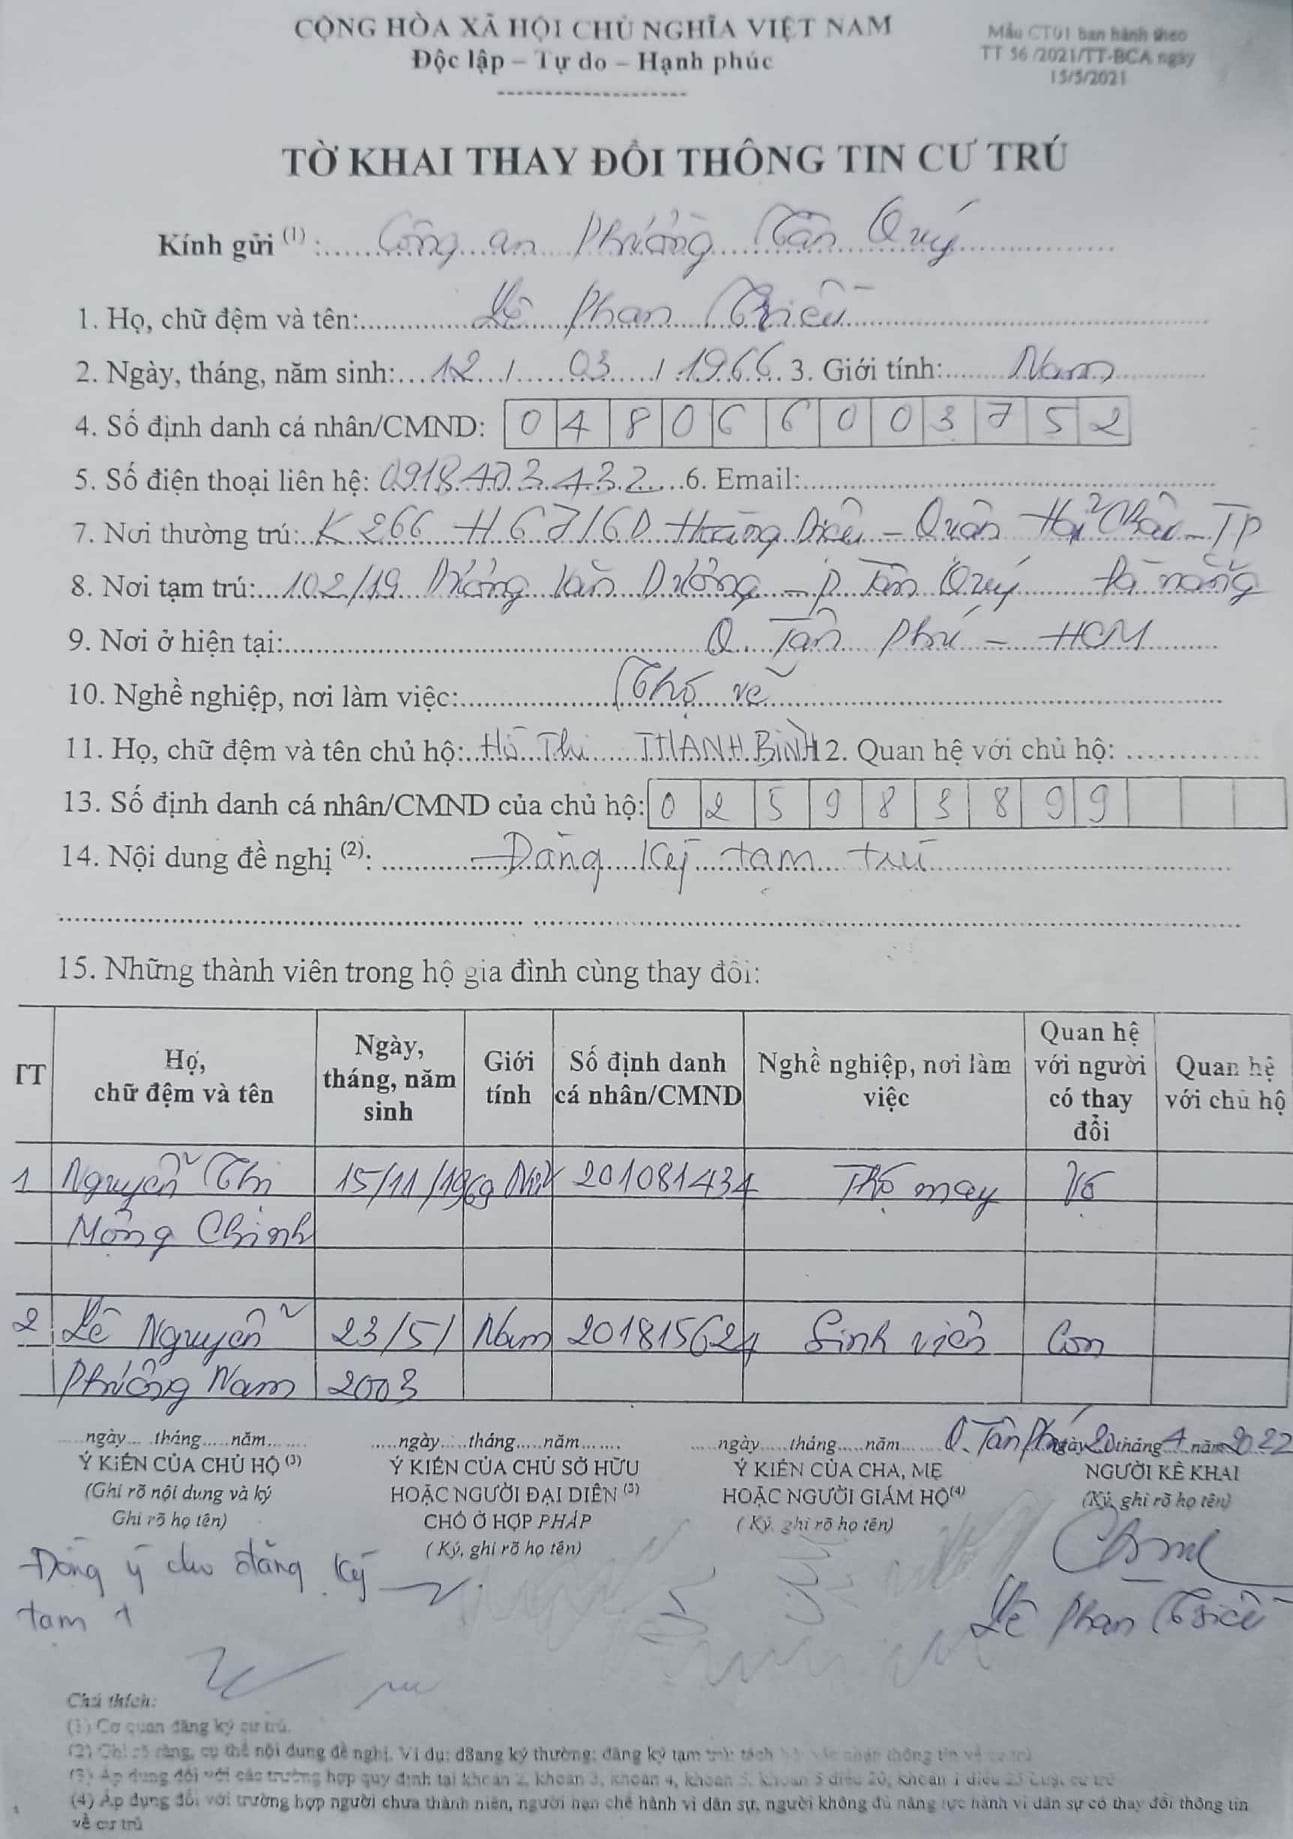 CỘNG HÒA XÃ HỘI CHỦ NGHĨA VIỆT NAM
Độc lập – Tự do – Hạnh phúc
Mẫu CT01 ban hành theo
TT 56 /2021/TT-BCA ngày
15/5/2021
TỜ KHAI THAY ĐỔI THÔNG TIN CƯ TRÚ
Kính gửi (1) : Công an Phường Tân Quý
1. Họ, chữ đệm và tên: Lê Phan Triều
2. Ngày, tháng, năm sinh: 12 / 03 / 1966 3. Giới tính: Nam
4. Số định danh cá nhân/CMND: 0 4 8 0 6 6 0 0 3 7 5 2
5. Số điện thoại liên hệ: 0918403432 6. Email:
7. Nơi thường trú: K 266 H 67/6D Hoàng Diệu – Quận Hải Châu – TP
8. Nơi tạm trú: 102/19 Phường Văn Dương – P. Tân Quý Đà nẵng
9. Nơi ở hiện tại: Q. Tân Phú – HCM
10. Nghề nghiệp, nơi làm việc: Thợ vẽ
11. Họ, chữ đệm và tên chủ hộ: Hồ Thị THANH BÌNH 12. Quan hệ với chủ hộ:
13. Số định danh cá nhân/CMND của chủ hộ: 0 2 5 9 8 3 8 9 9
14. Nội dung đề nghị (2): Đăng ký tạm trú
15. Những thành viên trong hộ gia đình cùng thay đổi:
TT Họ, chữ đệm và tên Ngày, tháng, năm sinh Giới tính Số định danh cá nhân/CMND Nghề nghiệp, nơi làm việc Quan hệ với người có thay đổi Quan hệ với chủ hộ
1 Nguyễn Thị 15/11/1969 Nữ 201081434 Thợ may Vợ
Mộng Chinh
2 Lê Nguyễn 23/5/ Nam 201815624 Sinh viên Con
Phương Nam 2003
ngày... .tháng.....năm....... .....ngày.....tháng.....năm....... .....ngày.....tháng.....năm....... Q. Tân Phú ngày 20 tháng 4 năm 2022
Ý KIẾN CỦA CHỦ HỘ (3) Ý KIẾN CỦA CHỦ SỞ HỮU Ý KIẾN CỦA CHA, MẸ NGƯỜI KÊ KHAI
(Ghi rõ nội dung và ký HOẶC NGƯỜI ĐẠI DIỆN (3) HOẶC NGƯỜI GIÁM HỘ(4) (Ký, ghi rõ họ tên)
Ghi rõ họ tên) CHỖ Ở HỢP PHÁP ( Ký, ghi rõ họ tên)
( Ký, ghi rõ họ tên)
Đồng ý cho đăng ký
tạm
Lê Phan Triều
Chú thích:
(1) Cơ quan đăng ký cư trú.
(2) Ghi rõ ràng, cụ thể nội dung đề nghị. Ví dụ: đăng ký thường; đăng ký tạm trú; tách hộ; xác nhận thông tin về cư trú
(3) Áp dụng đối với các trường hợp quy định tại khoản 2, khoản 3, khoản 4, khoản 5, khoản 5 điều 20, khoản 1 điều 25 Luật cư trú
(4) Áp dụng đối với trường hợp người chưa thành niên, người hạn chế hành vi dân sự, người không đủ năng lực hành vi dân sự có thay đổi thông tin
về cư trú